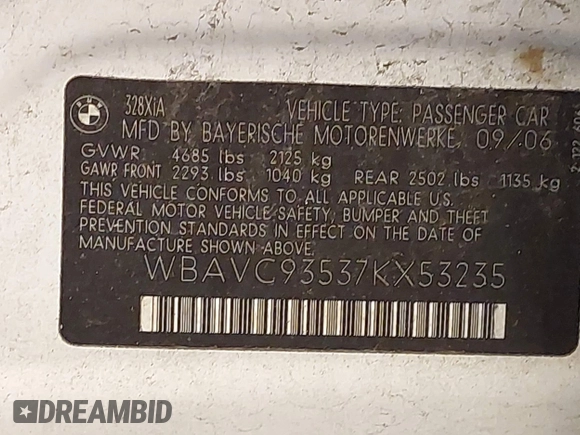 BMW
328XiA
VEHICLE TYPE: PASSENGER CAR
MFD BY BAYERISCHE MOTORENWERKE, 09/06
GVWR 4685 lbs 2125 kg
GAWR FRONT 2293 lbs 1040 kg REAR 2502 lbs 1135 kg
THIS VEHICLE CONFORMS TO ALL APPLICABLE U.S.
FEDERAL MOTOR VEHICLE SAFETY, BUMPER AND THEFT
PREVENTION STANDARDS IN EFFECT ON THE DATE OF
MANUFACTURE SHOWN ABOVE.
WBAVC93537KX53235
DREAMBID